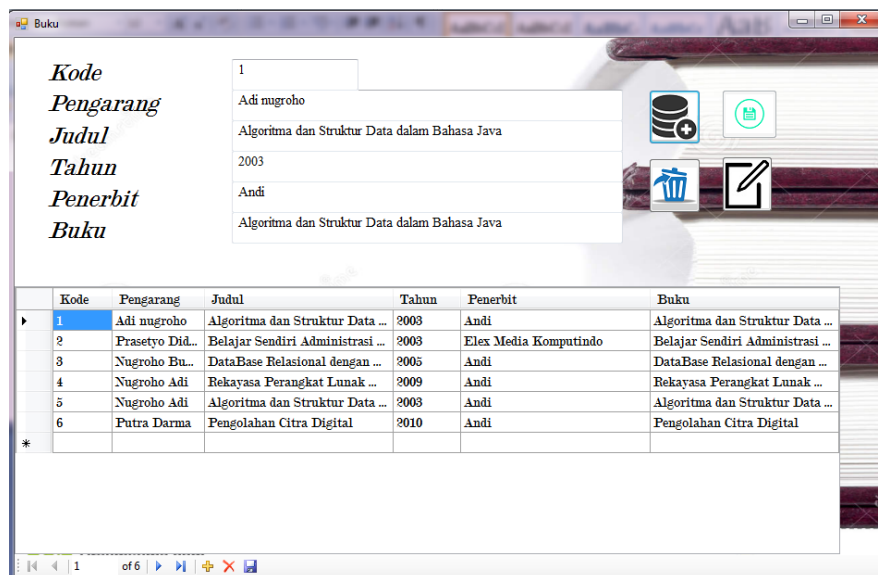 Buku
Kode 1
Pengarang Adi nugroho
Judul Algoritma dan Struktur Data dalam Bahasa Java
Tahun 2003
Penerbit Andi
Buku Algoritma dan Struktur Data dalam Bahasa Java
Kode Pengarang Judul Tahun Penerbit Buku
1 Adi nugroho Algoritma dan Struktur Data ... 2003 Andi Algoritma dan Struktur Data ...
2 Prasetyo Did... Belajar Sendiri Administrasi ... 2003 Elex Media Komputindo Belajar Sendiri Administrasi ...
3 Nugroho Bu... DataBase Relasional dengan ... 2005 Andi DataBase Relasional dengan ...
4 Nugroho Adi Rekayasa Perangkat Lunak ... 2009 Andi Rekayasa Perangkat Lunak ...
5 Nugroho Adi Algoritma dan Struktur Data ... 2003 Andi Algoritma dan Struktur Data ...
6 Putra Darma Pengolahan Citra Digital 2010 Andi Pengolahan Citra Digital
1 of 6